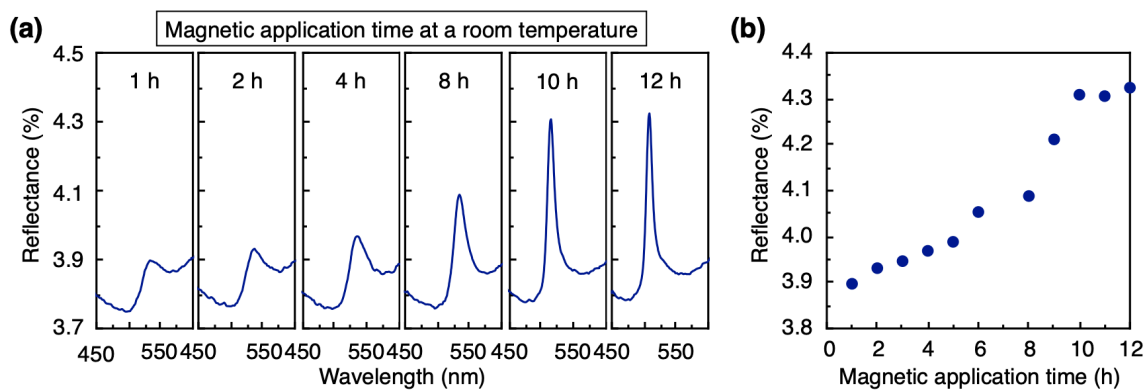 (a)
Magnetic application time at a room temperature
4.5
4.3
4.1
3.9
3.7
Reflectance (%)
1 h
2 h
4 h
8 h
10 h
12 h
450
550 450
550 450
550 450
550 450
550 450
550
Wavelength (nm)
(b)
4.4
4.3
4.2
4.1
4.0
3.9
3.8
Reflectance (%)
0 2 4 6 8 10 12
Magnetic application time (h)